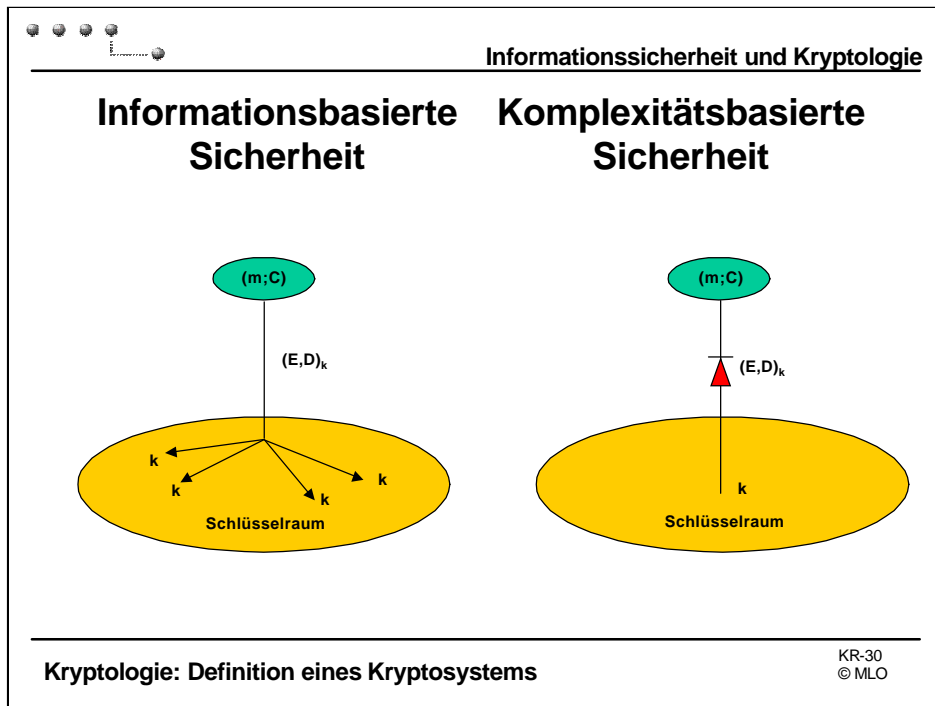 Informationssicherheit und Kryptologie
Informationsbasierte
Sicherheit
Komplexitätsbasierte
Sicherheit
(m;C)
(E,D)k
k
k
k
k
Schlüsselraum
(m;C)
(E,D)k
k
Schlüsselraum
Kryptologie: Definition eines Kryptosystems
KR-30
© MLO